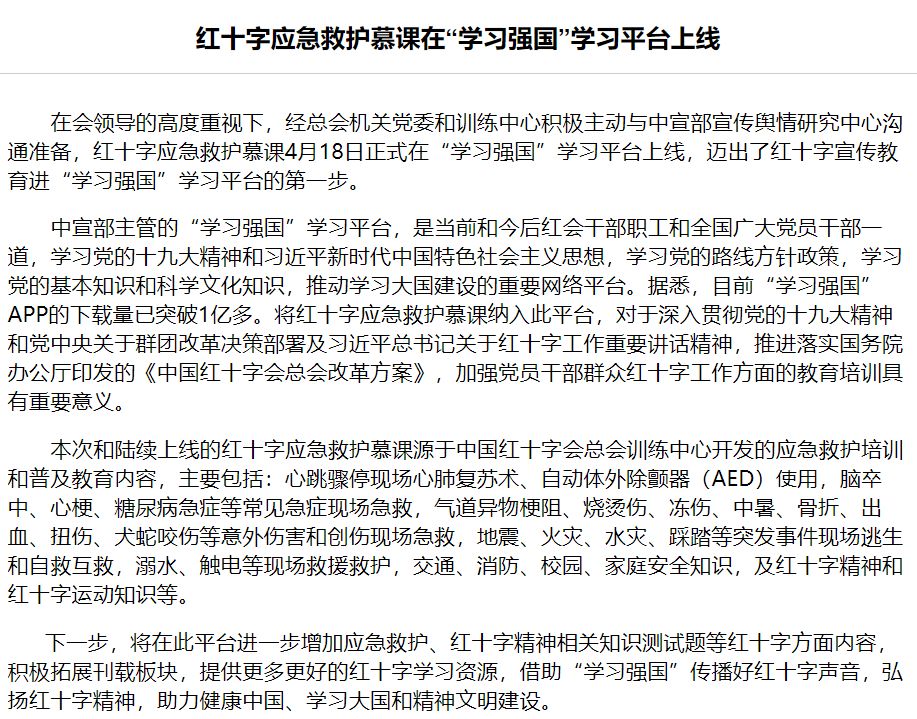 红十字应急救护慕课在“学习强国”学习平台上线
在会领导的高度重视下，经总会机关党委和训练中心积极主动与中宣部宣传舆情研究中心沟
通准备，红十字应急救护慕课4月18日正式在“学习强国”学习平台上线，迈出了红十字宣传教
育进“学习强国”学习平台的第一步。
中宣部主管的“学习强国”学习平台，是当前和今后红会干部职工和全国广大党员干部一
道，学习党的十九大精神和习近平新时代中国特色社会主义思想，学习党的路线方针政策，学习
党的基本知识和科学文化知识，推动学习大国建设的重要网络平台。据悉，目前“学习强国”
APP的下载量已突破1亿多。将红十字应急救护慕课纳入此平台，对于深入贯彻党的十九大精神
和党中央关于群团改革决策部署及习近平总书记关于红十字工作重要讲话精神，推进落实国务院
办公厅印发的《中国红十字会总会改革方案》，加强党员干部群众红十字工作方面的教育培训具
有重要意义。
本次和陆续上线的红十字应急救护慕课源于中国红十字会总会训练中心开发的应急救护培训
和普及教育内容，主要包括：心跳骤停现场心肺复苏术、自动体外除颤器（AED）使用，脑卒
中、心梗、糖尿病急症等常见急症现场急救，气道异物梗阻、烧烫伤、冻伤、中暑、骨折、出
血、扭伤、犬蛇咬伤等意外伤害和创伤现场急救，地震、火灾、水灾、踩踏等突发事件现场逃生
和自救互救，溺水、触电等现场救援救护，交通、消防、校园、家庭安全知识，及红十字精神和
红十字运动知识等。
下一步，将在此平台进一步增加应急救护、红十字精神相关知识测试题等红十字方面内容，
积极拓展刊载板块，提供更多更好的红十字学习资源，借助“学习强国”传播好红十字声音，弘
扬红十字精神，助力健康中国、学习大国和精神文明建设。